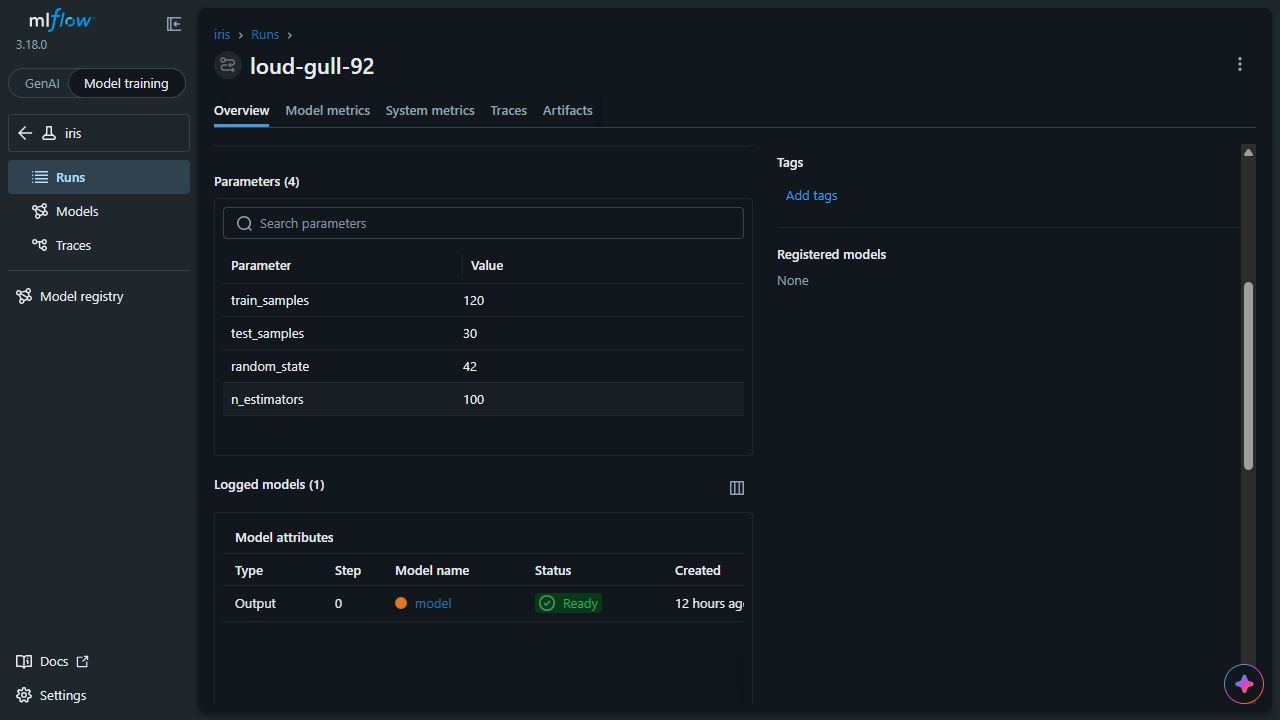 mlflow
3.18.0
GenAI Model training
iris
Runs
Models
Traces
Model registry
Docs
Settings
iris › Runs ›
loud-gull-92
Overview Model metrics System metrics Traces Artifacts
Parameters (4)
Search parameters
Parameter Value
train_samples 120
test_samples 30
random_state 42
n_estimators 100
Logged models (1)
Model attributes
Type Step Model name Status Created
Output 0 model Ready 12 hours ag
Tags
Add tags
Registered models
None